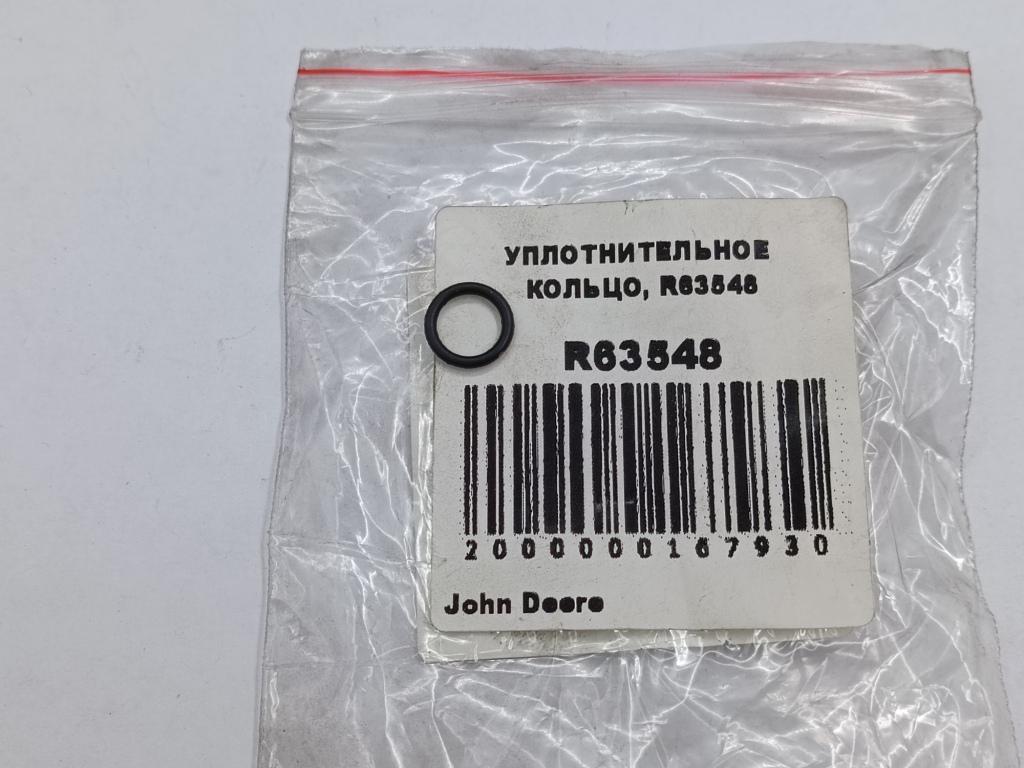 УПЛОТНИТЕЛЬНОЕ
КОЛЬЦО, R63548
R63548
2000000167930
John Deere